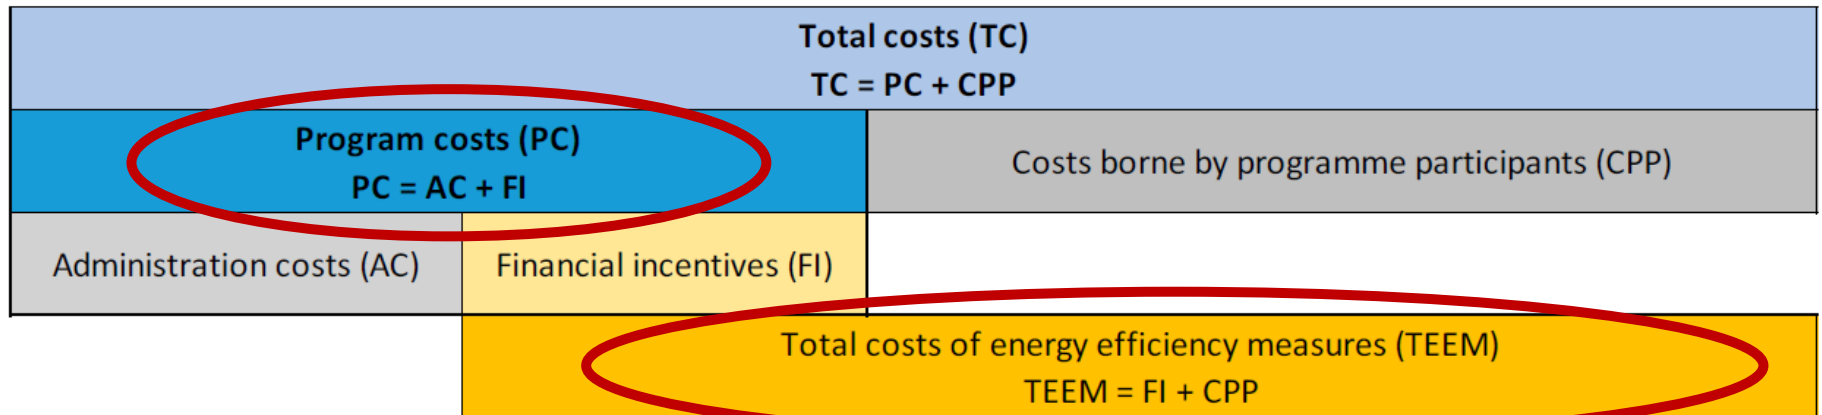 Total costs (TC)
TC = PC + CPP
Program costs (PC)
PC = AC + FI
Costs borne by programme participants (CPP)
Administration costs (AC)
Financial incentives (FI)
Total costs of energy efficiency measures (TEEM)
TEEM = FI + CPP